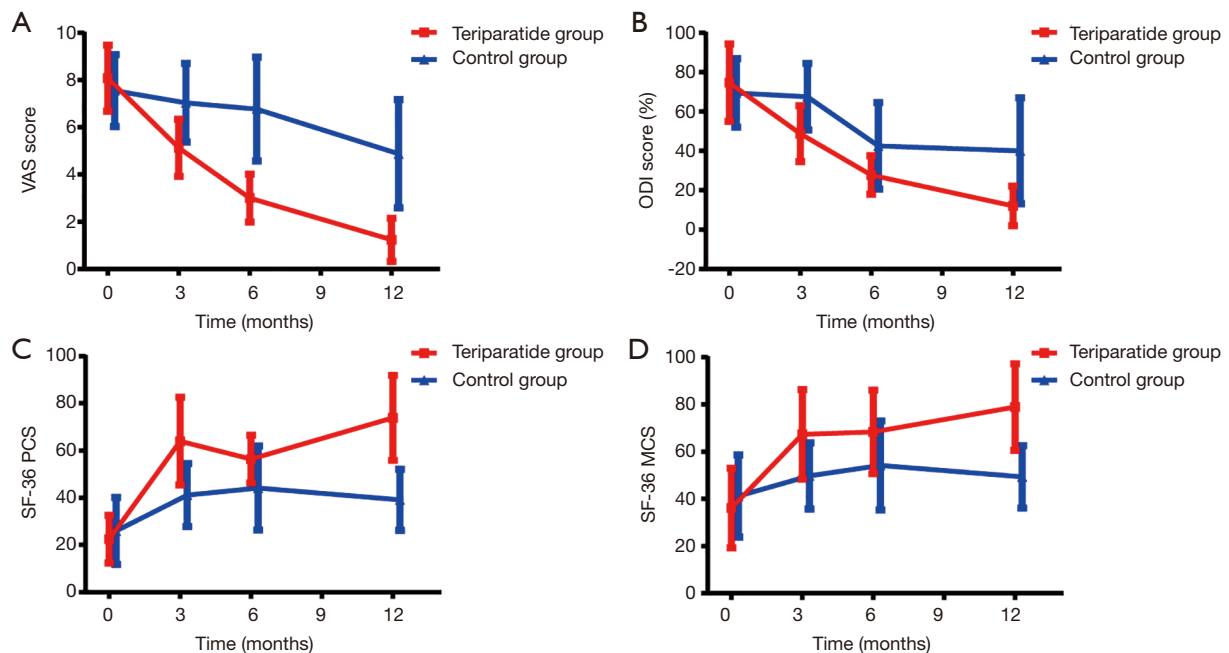 A
Teriparatide group
Control group
VAS score
10
8
6
4
2
0
0 3 6 9 12
Time (months)
B
Teriparatide group
Control group
ODI score (%)
100
80
60
40
20
0
-20
0 3 6 9 12
Time (months)
C
Teriparatide group
Control group
SF-36 PCS
100
80
60
40
20
0
0 3 6 9 12
Time (months)
D
Teriparatide group
Control group
SF-36 MCS
100
80
60
40
20
0
0 3 6 9 12
Time (months)